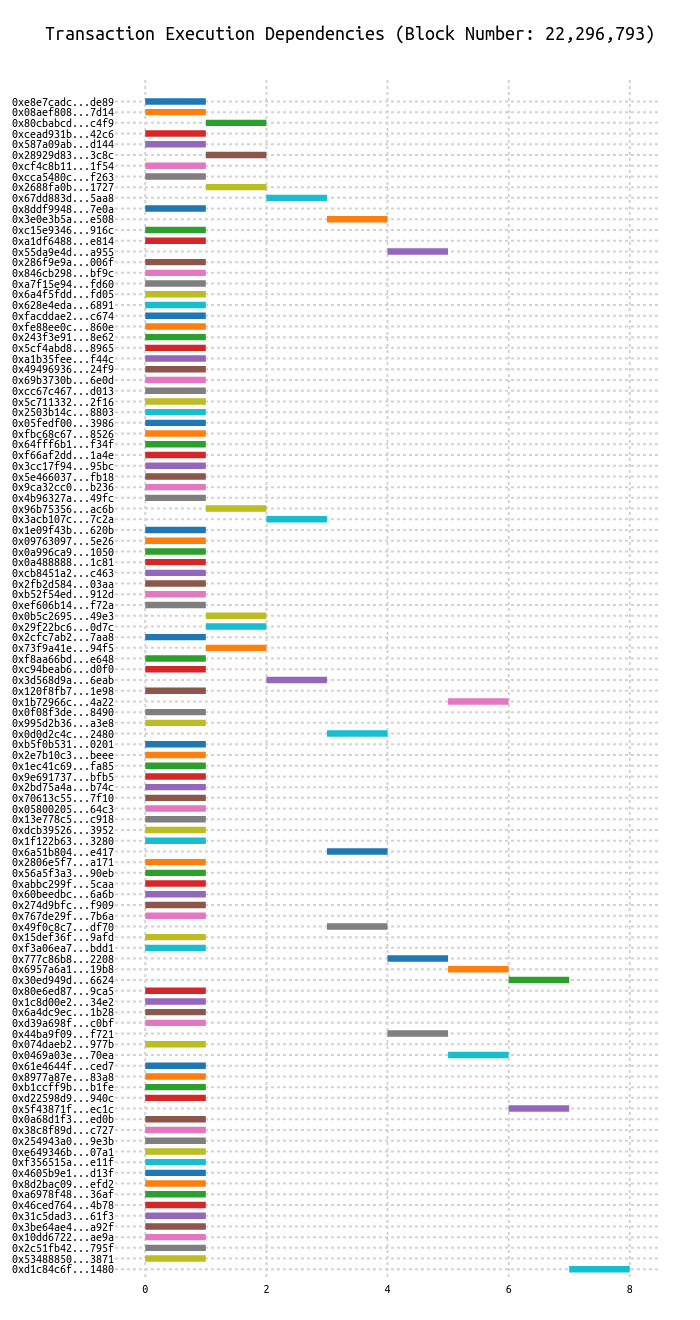 Transaction Execution Dependencies (Block Number: 22,296,793)
0xe8e7cadc...de89
0x08aef808...7d14
0x80cbabcd...c4f9
0xcead931b...42c6
0x587a09ab...d144
0x28929d83...3c8c
0xcf4c8b11...1f54
0xcca5480c...f263
0x2688fa0b...1727
0x67dd883d...5aa8
0x8ddf9948...7e0a
0x3e0e3b5a...e508
0xc15e9346...916c
0xa1df6488...e814
0x55da9e4d...a955
0x286f9e9a...006f
0x846cb298...bf9c
0xa7f15e94...fd60
0x6a4f5fdd...fd05
0x628e4eda...6891
0xfacddae2...c674
0xfe88ee0c...860e
0x243f3e91...8e62
0x5cf4abd8...8965
0xa1b35fee...f44c
0x49496936...24f9
0x69b3730b...6e0d
0xcc67c467...d013
0x5c711332...2f16
0x2503b14c...8803
0x05fedf00...3986
0xfbc68c67...8526
0x64fff6b1...f34f
0xf66af2dd...1a4e
0x3cc17f94...95bc
0x5e466037...fb18
0x9ca32cc0...b236
0x4b96327a...49fc
0x96b75356...ac6b
0x3acb107c...7c2a
0x1e09f43b...620b
0x09763097...5e26
0x0a996ca9...1050
0x0a488888...1c81
0xcb8451a2...c463
0x2fb2d584...03aa
0xb52f54ed...912d
0xef606b14...f72a
0x0b5c2695...49e3
0x29f22bc6...0d7c
0x2cfc7ab2...7aa8
0x73f9a41e...94f5
0xf8aa66bd...e648
0xc94beab6...d0f0
0x3d568d9a...6eab
0x120f8fb7...1e98
0x1b72966c...4a22
0x0f08f3de...8490
0x995d2b36...a3e8
0x0d0d2c4c...2480
0xb5f0b531...0201
0x2e7b10c3...beee
0x1ec41c69...fa85
0x9e691737...bfb5
0x2bd75a4a...b74c
0x70613c55...7f10
0x05800205...64c3
0x13e778c5...c918
0xdcb39526...3952
0x1f122b63...3280
0x6a51b804...e417
0x2806e5f7...a171
0x56a5f3a3...90eb
0xabbc299f...5caa
0x60beedbc...6a6b
0x274d9bfc...f909
0x767de29f...7b6a
0x49f0c8c7...df70
0x15def36f...9afd
0xf3a06ea7...bdd1
0x777c86b8...2208
0x6957a6a1...19b8
0x30ed949d...6624
0x80e6ed87...9ca5
0x1c8d00e2...34e2
0x6a4dc9ec...1b28
0xd39a698f...c0bf
0x44ba9f09...f721
0x074daeb2...977b
0x0469a03e...70ea
0x61e4644f...ced7
0x8977a87e...83a8
0xb1ccff9b...b1fe
0xd22598d9...940c
0x5f43871f...ec1c
0x0a68d1f3...ed0b
0x38c8f89d...c727
0x254943a0...9e3b
0xe649346b...07a1
0xf356515a...e11f
0x4605b9e1...d13f
0x8d2bac09...efd2
0xa6978f48...36af
0x46ced764...4b78
0x31c5dad3...61f3
0x3be64ae4...a92f
0x10dd6722...ae9a
0x2c51fb42...795f
0x53488850...3871
0xd1c84c6f...1480
0 2 4 6 8